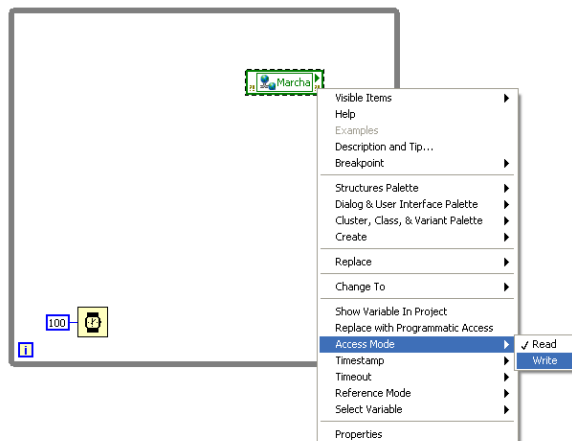 Marcha
Visible Items
Help
Examples
Description and Tip...
Breakpoint
Structures Palette
Dialog & User Interface Palette
Cluster, Class, & Variant Palette
Create
Replace
Change To
Show Variable In Project
Replace with Programmatic Access
Access Mode
✓ Read
Timestamp
Write
Timeout
Reference Mode
Select Variable
Properties
100
i